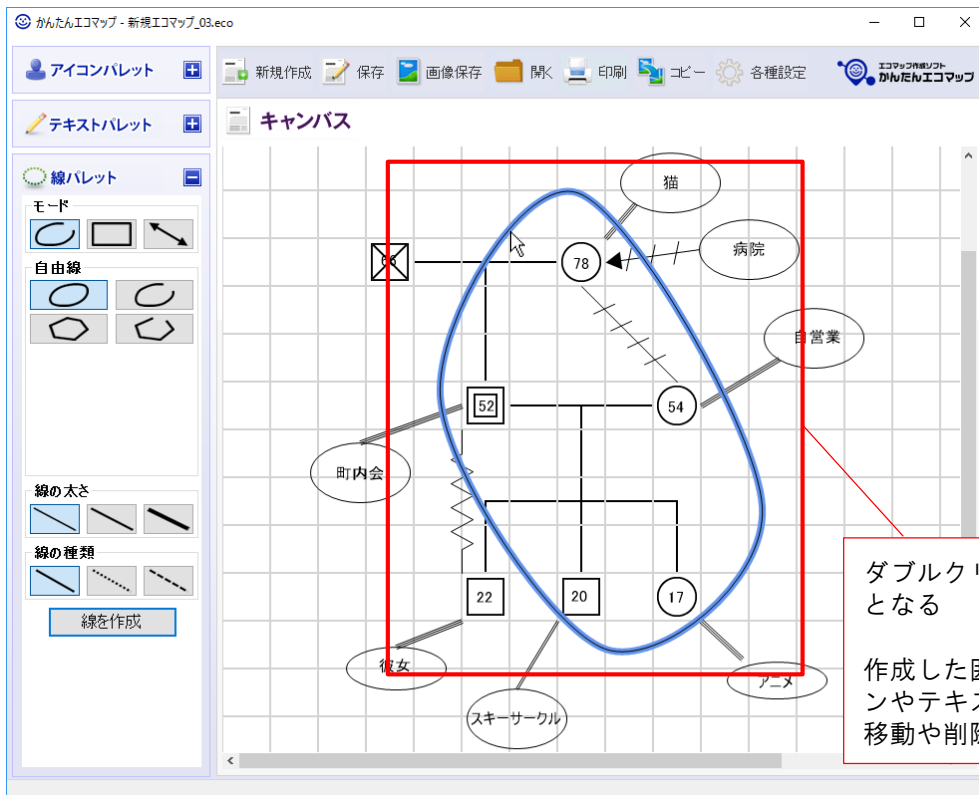 かんたんエコマップ - 新規エコマップ_03.eco
アイコンパレット
テキストパレット
線パレット
モード
自由線
線の太さ
線の種類
線を作成
新規作成 保存 画像保存 開く 印刷 コピー 各種設定
エコマップ作成ソフト
かんたんエコマップ
キャンバス
猫
病院
78
自営業
52
54
町内会
22
20
17
彼女
アニメ
スキーサークル
ダブルクリ
となる
作成した
ンやテキス
移動や削除